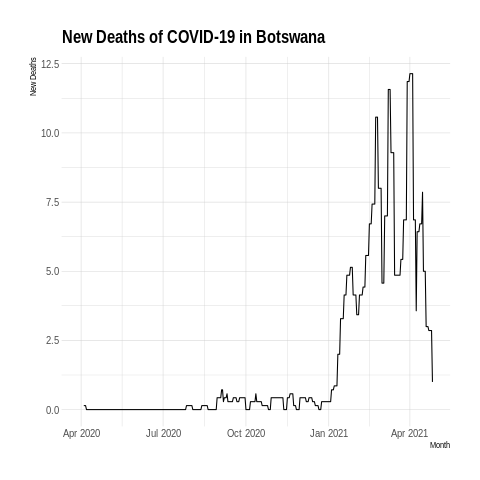 New Deaths of COVID-19 in Botswana
New Deaths
12.5
10.0
7.5
5.0
2.5
0.0
Apr 2020 Jul 2020 Oct 2020 Jan 2021 Apr 2021
Month